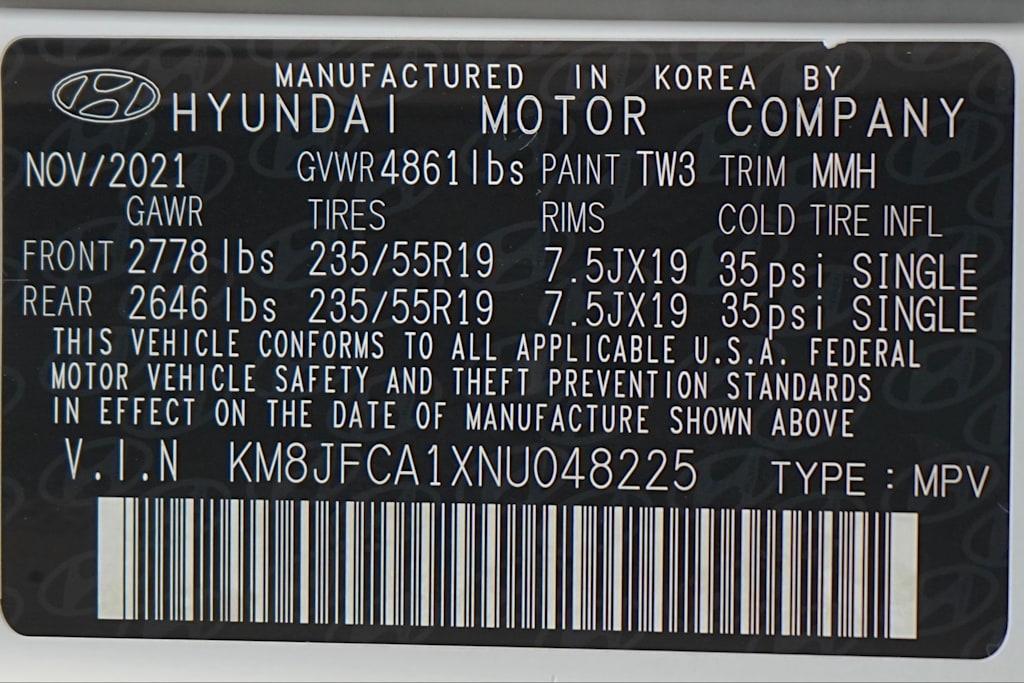 MANUFACTURED IN KOREA BY
HYUNDAI MOTOR COMPANY
NOV/2021 GVWR 4861lbs PAINT TW3 TRIM MMH
GAWR TIRES RIMS COLD TIRE INFL
FRONT 2778 lbs 235/55R19 7.5JX19 35psi SINGLE
REAR 2646 lbs 235/55R19 7.5JX19 35psi SINGLE
THIS VEHICLE CONFORMS TO ALL APPLICABLE U.S.A. FEDERAL
MOTOR VEHICLE SAFETY AND THEFT PREVENTION STANDARDS
IN EFFECT ON THE DATE OF MANUFACTURE SHOWN ABOVE
V.I.N KM8JFCA1XNU048225 TYPE : MPV